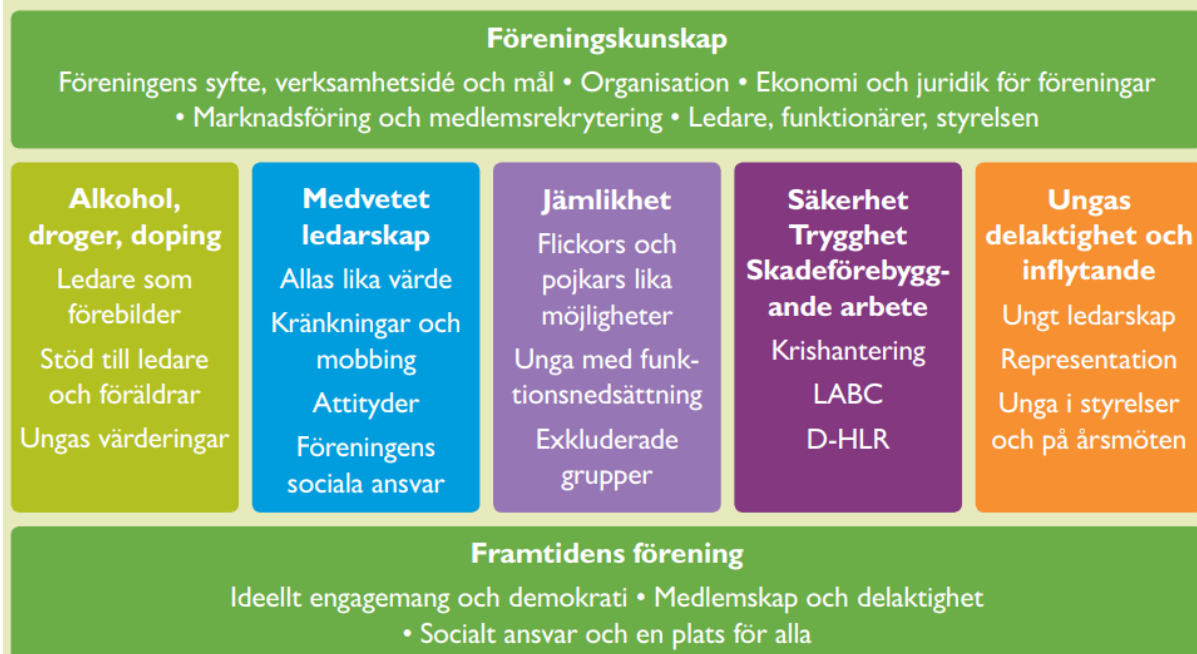 Föreningskunskap
Föreningens syfte, verksamhetsidé och mål • Organisation • Ekonomi och juridik för föreningar
• Marknadsföring och medlemsrekrytering • Ledare, funktionärer, styrelsen
Alkohol,
droger, doping
Ledare som
förebilder
Stöd till ledare
och föräldrar
Ungas värderingar
Medvetet
ledarskap
Allas lika värde
Kränkningar och
mobbing
Attityder
Föreningens
sociala ansvar
Jämlikhet
Flickors och
pojkars lika
möjligheter
Unga med funk-
tionsnedsättning
Exkluderade
grupper
Säkerhet
Trygghet
Skadeförebygg-
ande arbete
Krishantering
LABC
D-HLR
Ungas
delaktighet och
inflytande
Ungt ledarskap
Representation
Unga i styrelser
och på årsmöten
Framtidens förening
Ideellt engagemang och demokrati • Medlemskap och delaktighet
• Socialt ansvar och en plats för alla